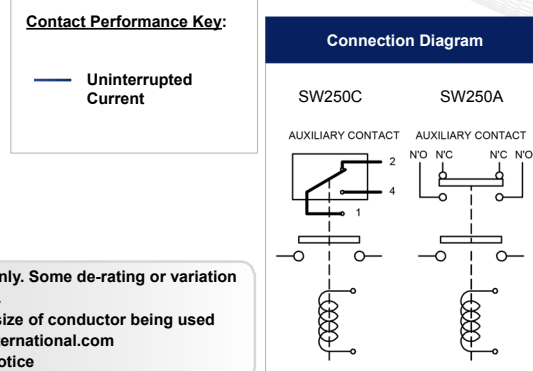 Contact Performance Key:
Uninterrupted
Current
Connection Diagram
SW250C SW250A
AUXILIARY CONTACT AUXILIARY CONTACT
N'O N'C N'C N'O
2
4
1
nly. Some de-rating or variation
size of conductor being used
ternational.com
otice